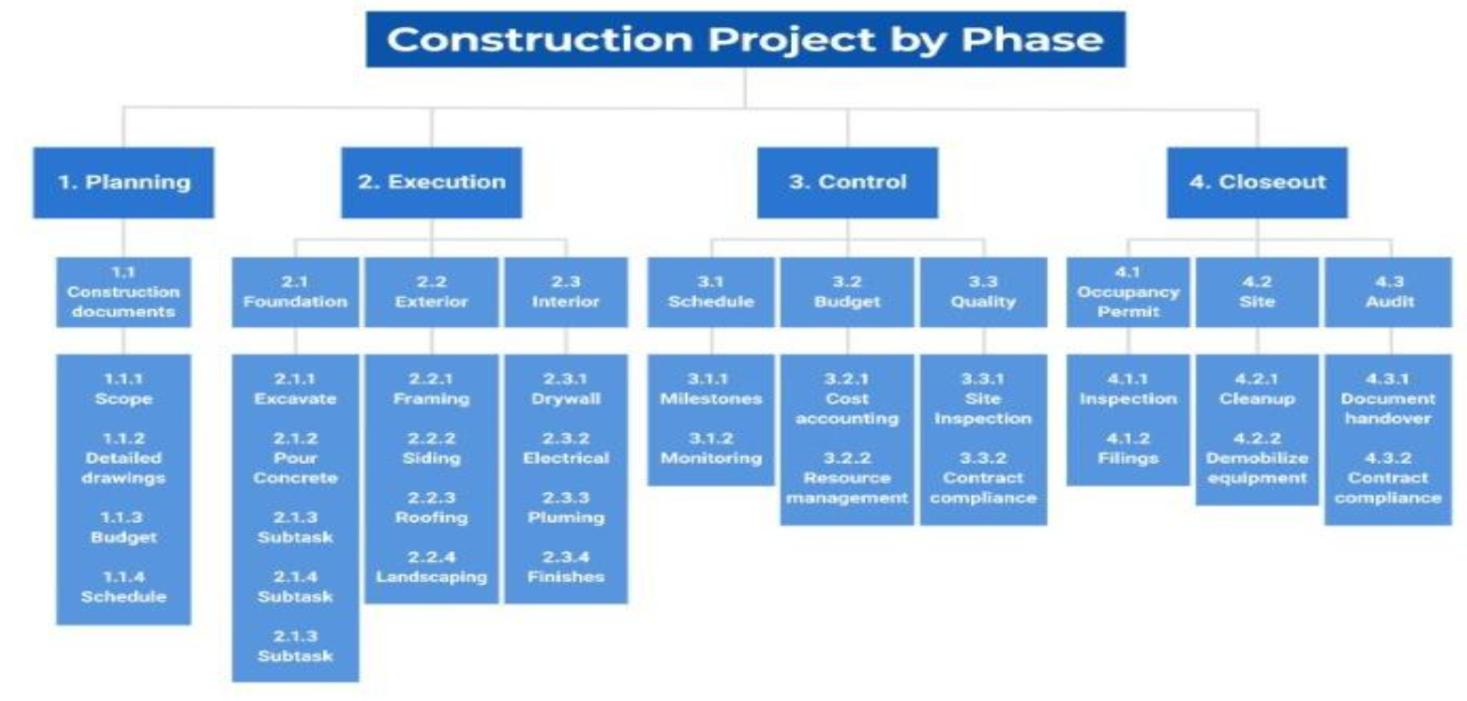 Construction Project by Phase
1. Planning
2. Execution
3. Control
4. Closeout
1.1
Construction
documents
2.1
Foundation
2.2
Exterior
2.3
Interior
3.1
Schedule
3.2
Budget
3.3
Quality
4.1
Occupancy
Permit
4.2
Site
4.3
Audit
1.1.1
Scope
1.1.2
Detailed
drawings
1.1.3
Budget
1.1.4
Schedule
2.1.1
Excavate
2.1.2
Pour
Concrete
2.1.3
Subtask
2.1.4
Subtask
2.1.3
Subtask
2.2.1
Framing
2.2.2
Siding
2.2.3
Roofing
2.2.4
Landscaping
2.3.1
Drywall
2.3.2
Electrical
2.3.3
Pluming
2.3.4
Finishes
3.1.1
Milestones
3.1.2
Monitoring
3.2.1
Cost
accounting
3.2.2
Resource
management
3.3.1
Site
Inspection
3.3.2
Contract
compliance
4.1.1
Inspection
4.1.2
Filings
4.2.1
Cleanup
4.2.2
Demobilize
equipment
4.3.1
Document
handover
4.3.2
Contract
compliance